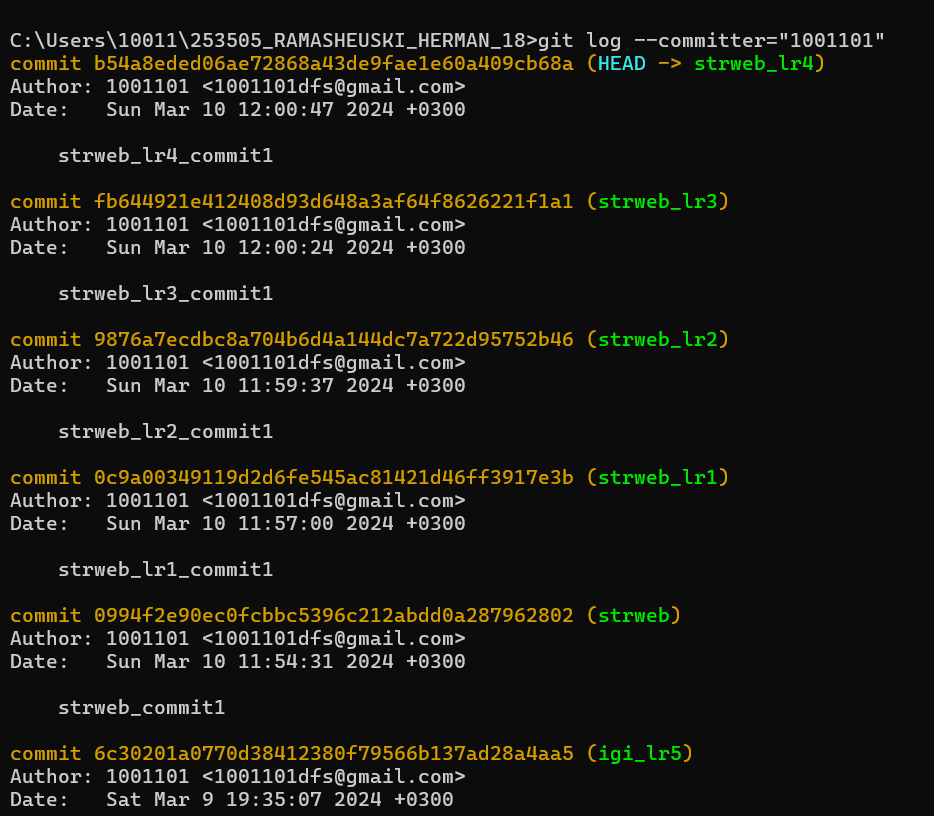 C:\Users\10011\253505_RAMASHEUSKI_HERMAN_18>git log --committer="1001101"
commit b54a8eded06ae72868a43de9fae1e60a409cb68a (HEAD -> strweb_lr4)
Author: 1001101 <1001101dfs@gmail.com>
Date:   Sun Mar 10 12:00:47 2024 +0300
strweb_lr4_commit1
commit fb644921e412408d93d648a3af64f8626221f1a1 (strweb_lr3)
Author: 1001101 <1001101dfs@gmail.com>
Date:   Sun Mar 10 12:00:24 2024 +0300
strweb_lr3_commit1
commit 9876a7ecdbc8a704b6d4a144dc7a722d95752b46 (strweb_lr2)
Author: 1001101 <1001101dfs@gmail.com>
Date:   Sun Mar 10 11:59:37 2024 +0300
strweb_lr2_commit1
commit 0c9a00349119d2d6fe545ac81421d46ff3917e3b (strweb_lr1)
Author: 1001101 <1001101dfs@gmail.com>
Date:   Sun Mar 10 11:57:00 2024 +0300
strweb_lr1_commit1
commit 0994f2e90ec0fcbbc5396c212abdd0a287962802 (strweb)
Author: 1001101 <1001101dfs@gmail.com>
Date:   Sun Mar 10 11:54:31 2024 +0300
strweb_commit1
commit 6c30201a0770d38412380f79566b137ad28a4aa5 (igi_lr5)
Author: 1001101 <1001101dfs@gmail.com>
Date:   Sat Mar 9 19:35:07 2024 +0300